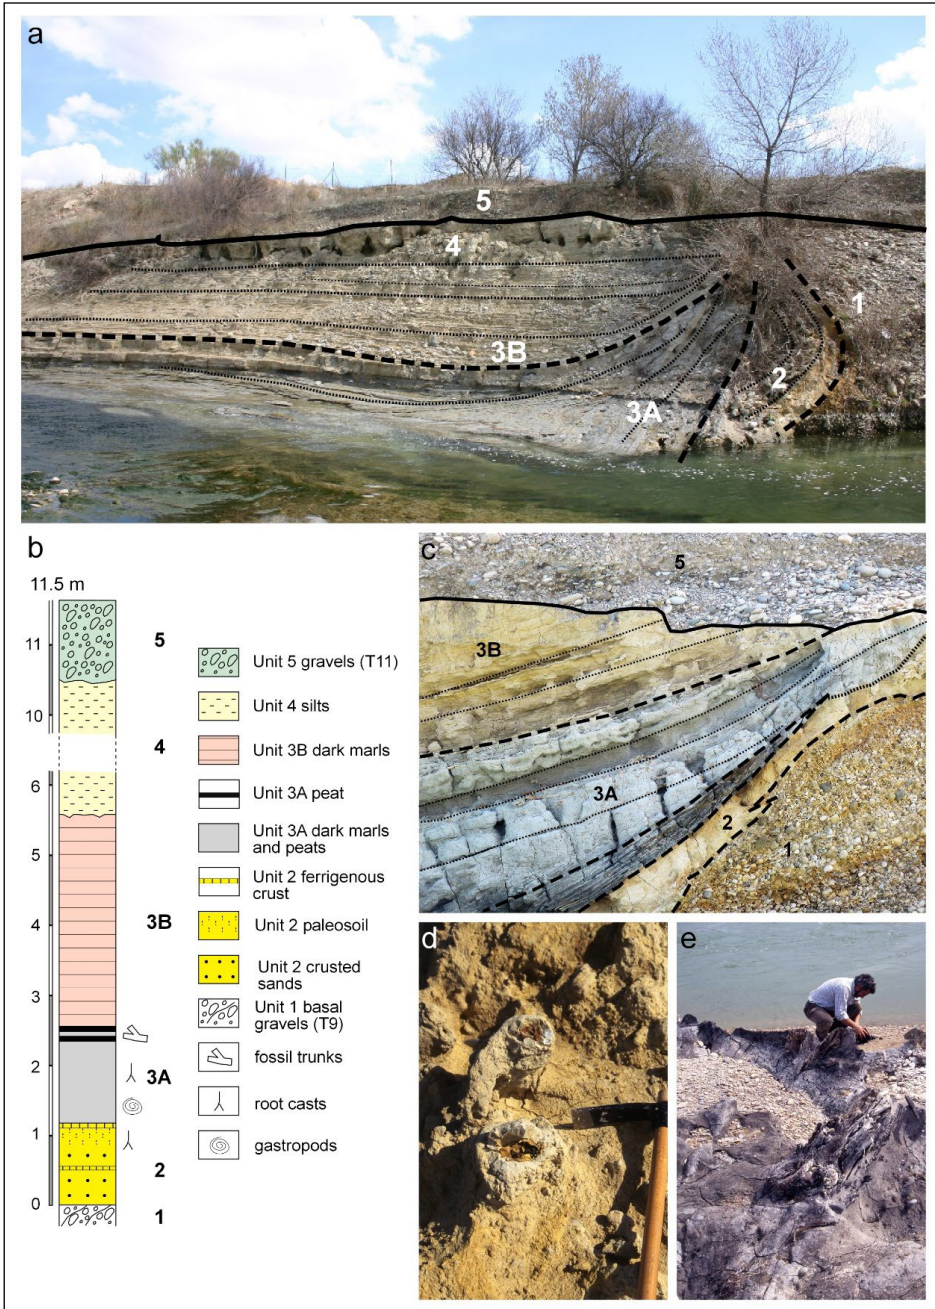 a
5
4
1
3B
2
3A
b
11.5 m
11
10
6
5
4
3
2
1
0
5
4
3B
3A
2
1
Unit 5 gravels (T11)
Unit 4 silts
Unit 3B dark marls
Unit 3A peat
Unit 3A dark marls
and peats
Unit 2 ferrigenous
crust
Unit 2 paleosoil
Unit 2 crusted
sands
Unit 1 basal
gravels (T9)
fossil trunks
root casts
gastropods
c
5
3B
3A
2
1
d
e